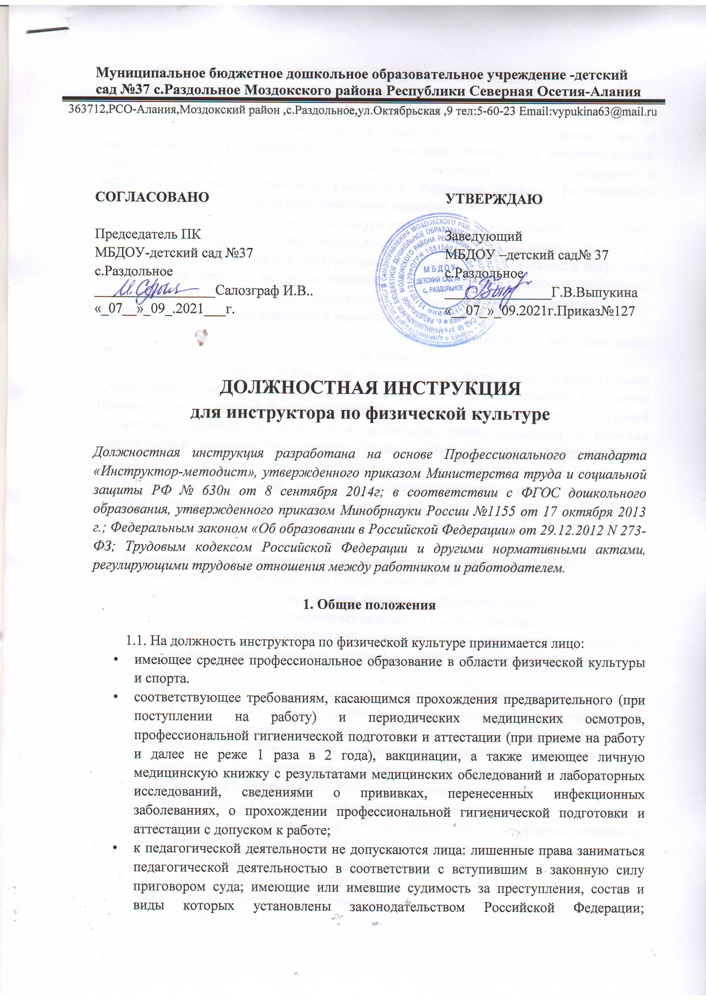 Муниципальное бюджетное дошкольное образовательное учреждение -детский
сад №37 с.Раздольное Моздокского района Республики Северная Осетия-Алания
363712,РСО-Алания,Моздокский район ,с.Раздольное,ул.Октябрьская ,9 тел:5-60-23 Email:vypukina63@mail.ru
СОГЛАСОВАНО
Председатель ПК
МБДОУ-детский сад №37
с.Раздольное
_________________Салозграф И.В..
«_07__»_09_.2021___г.
УТВЕРЖДАЮ
Заведующий
МБДОУ –детский сад№ 37
с.Раздольное
_______________Г.В.Выпукина
«__07_»_09.2021г.Приказ№127
МБДОУ
ДЕТСКИЙ САД № 37
с. РАЗДОЛЬНОЕ
ДОЛЖНОСТНАЯ ИНСТРУКЦИЯ
для инструктора по физической культуре
Должностная инструкция разработана на основе Профессионального стандарта
«Инструктор-методист», утвержденного приказом Министерства труда и социальной
защиты РФ № 630н от 8 сентября 2014г; в соответствии с ФГОС дошкольного
образования, утвержденного приказом Минобрнауки России №1155 от 17 октября 2013
г.; Федеральным законом «Об образовании в Российской Федерации» от 29.12.2012 N 273-
ФЗ; Трудовым кодексом Российской Федерации и другими нормативными актами,
регулирующими трудовые отношения между работником и работодателем.
1. Общие положения
1.1. На должность инструктора по физической культуре принимается лицо:
• имеющее среднее профессиональное образование в области физической культуры
и спорта.
• соответствующее требованиям, касающимся прохождения предварительного (при
поступлении на работу) и периодических медицинских осмотров,
профессиональной гигиенической подготовки и аттестации (при приеме на работу
и далее не реже 1 раза в 2 года), вакцинации, а также имеющее личную
медицинскую книжку с результатами медицинских обследований и лабораторных
исследований, сведениями о прививках, перенесенных инфекционных
заболеваниях, о прохождении профессиональной гигиенической подготовки и
аттестации с допуском к работе;
• к педагогической деятельности не допускаются лица: лишенные права заниматься
педагогической деятельностью в соответствии с вступившим в законную силу
приговором суда; имеющие или имевшие судимость за преступления, состав и
виды которых установлены законодательством Российской Федерации;